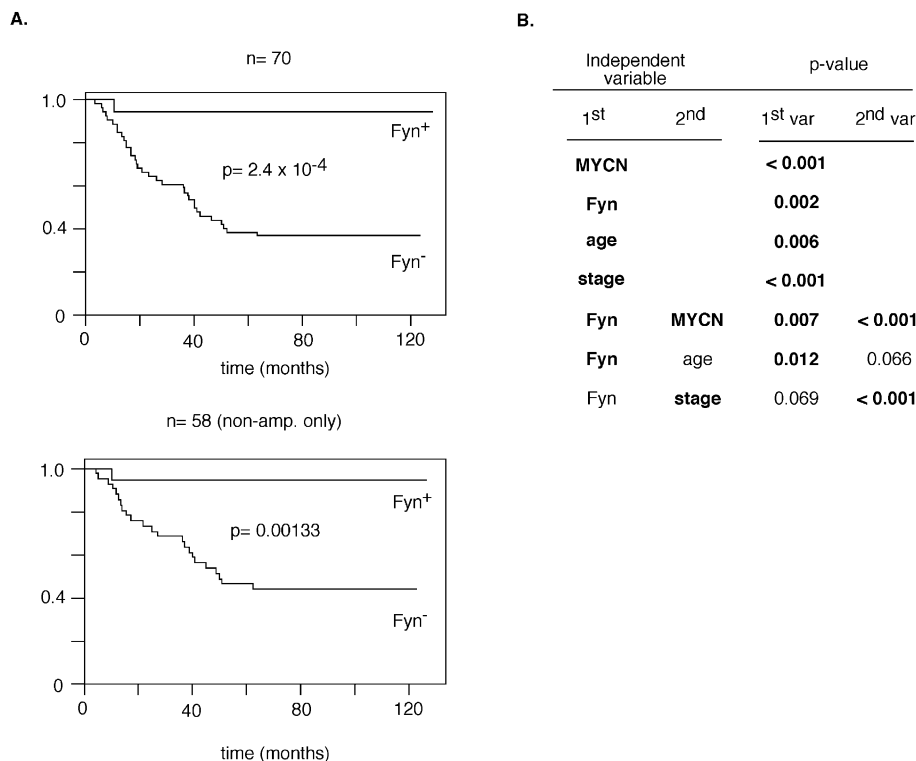 A.
n= 70
1.0
0.4
0
Fyn+
p= 2.4 x 10-4
Fyn-
0 40 80 120
time (months)
n= 58 (non-amp. only)
1.0
0.4
0
Fyn+
p= 0.00133
Fyn-
0 40 80 120
time (months)
B.
Independent variable p-value
1st 2nd 1st var 2nd var
MYCN < 0.001
Fyn 0.002
age 0.006
stage < 0.001
Fyn MYCN 0.007 < 0.001
Fyn age 0.012 0.066
Fyn stage 0.069 < 0.001